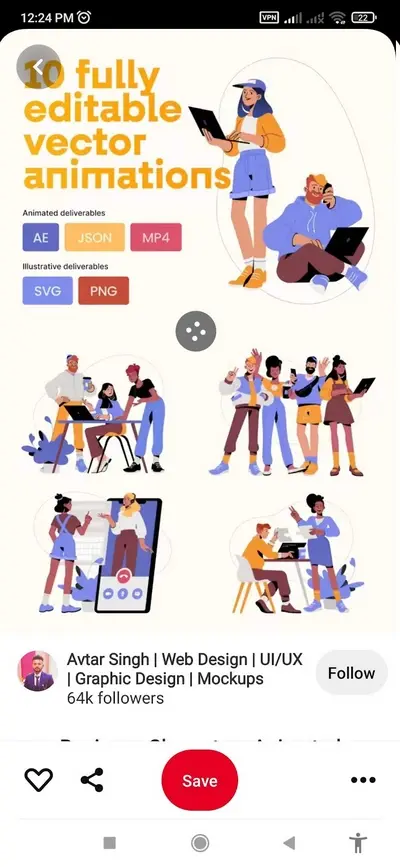 12:24 PM
VPN
22
10 fully
editable
vector
animations
Animated deliverables
AE JSON MP4
Illustrative deliverables
SVG PNG
Avtar Singh | Web Design | UI/UX
| Graphic Design | Mockups
64k followers
Follow
Save